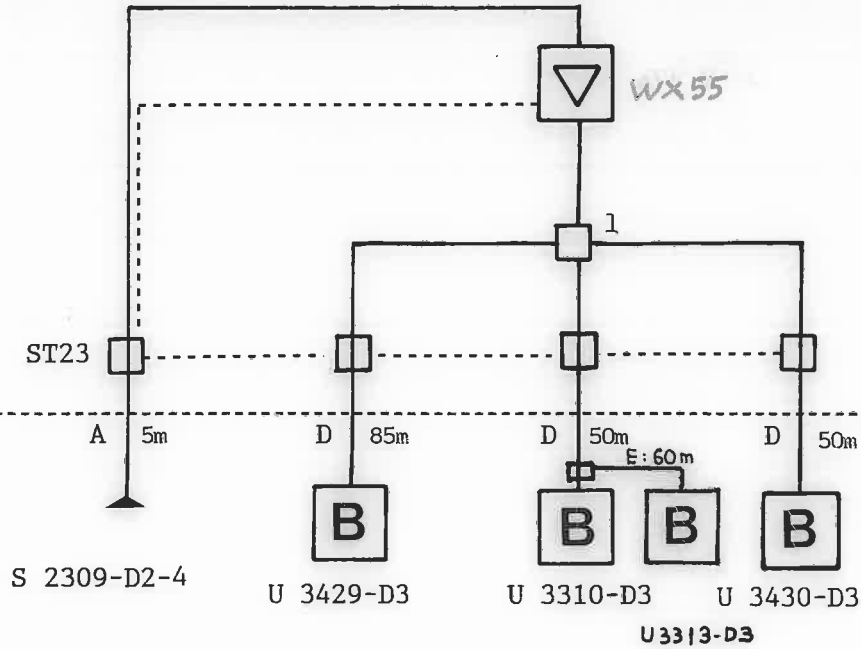 WX55
1
ST23
A 5m D 85m D 50m D 50m
E:60m
B B B B
S 2309-D2-4 U 3429-D3 U 3310-D3 U 3430-D3
U3313-D3